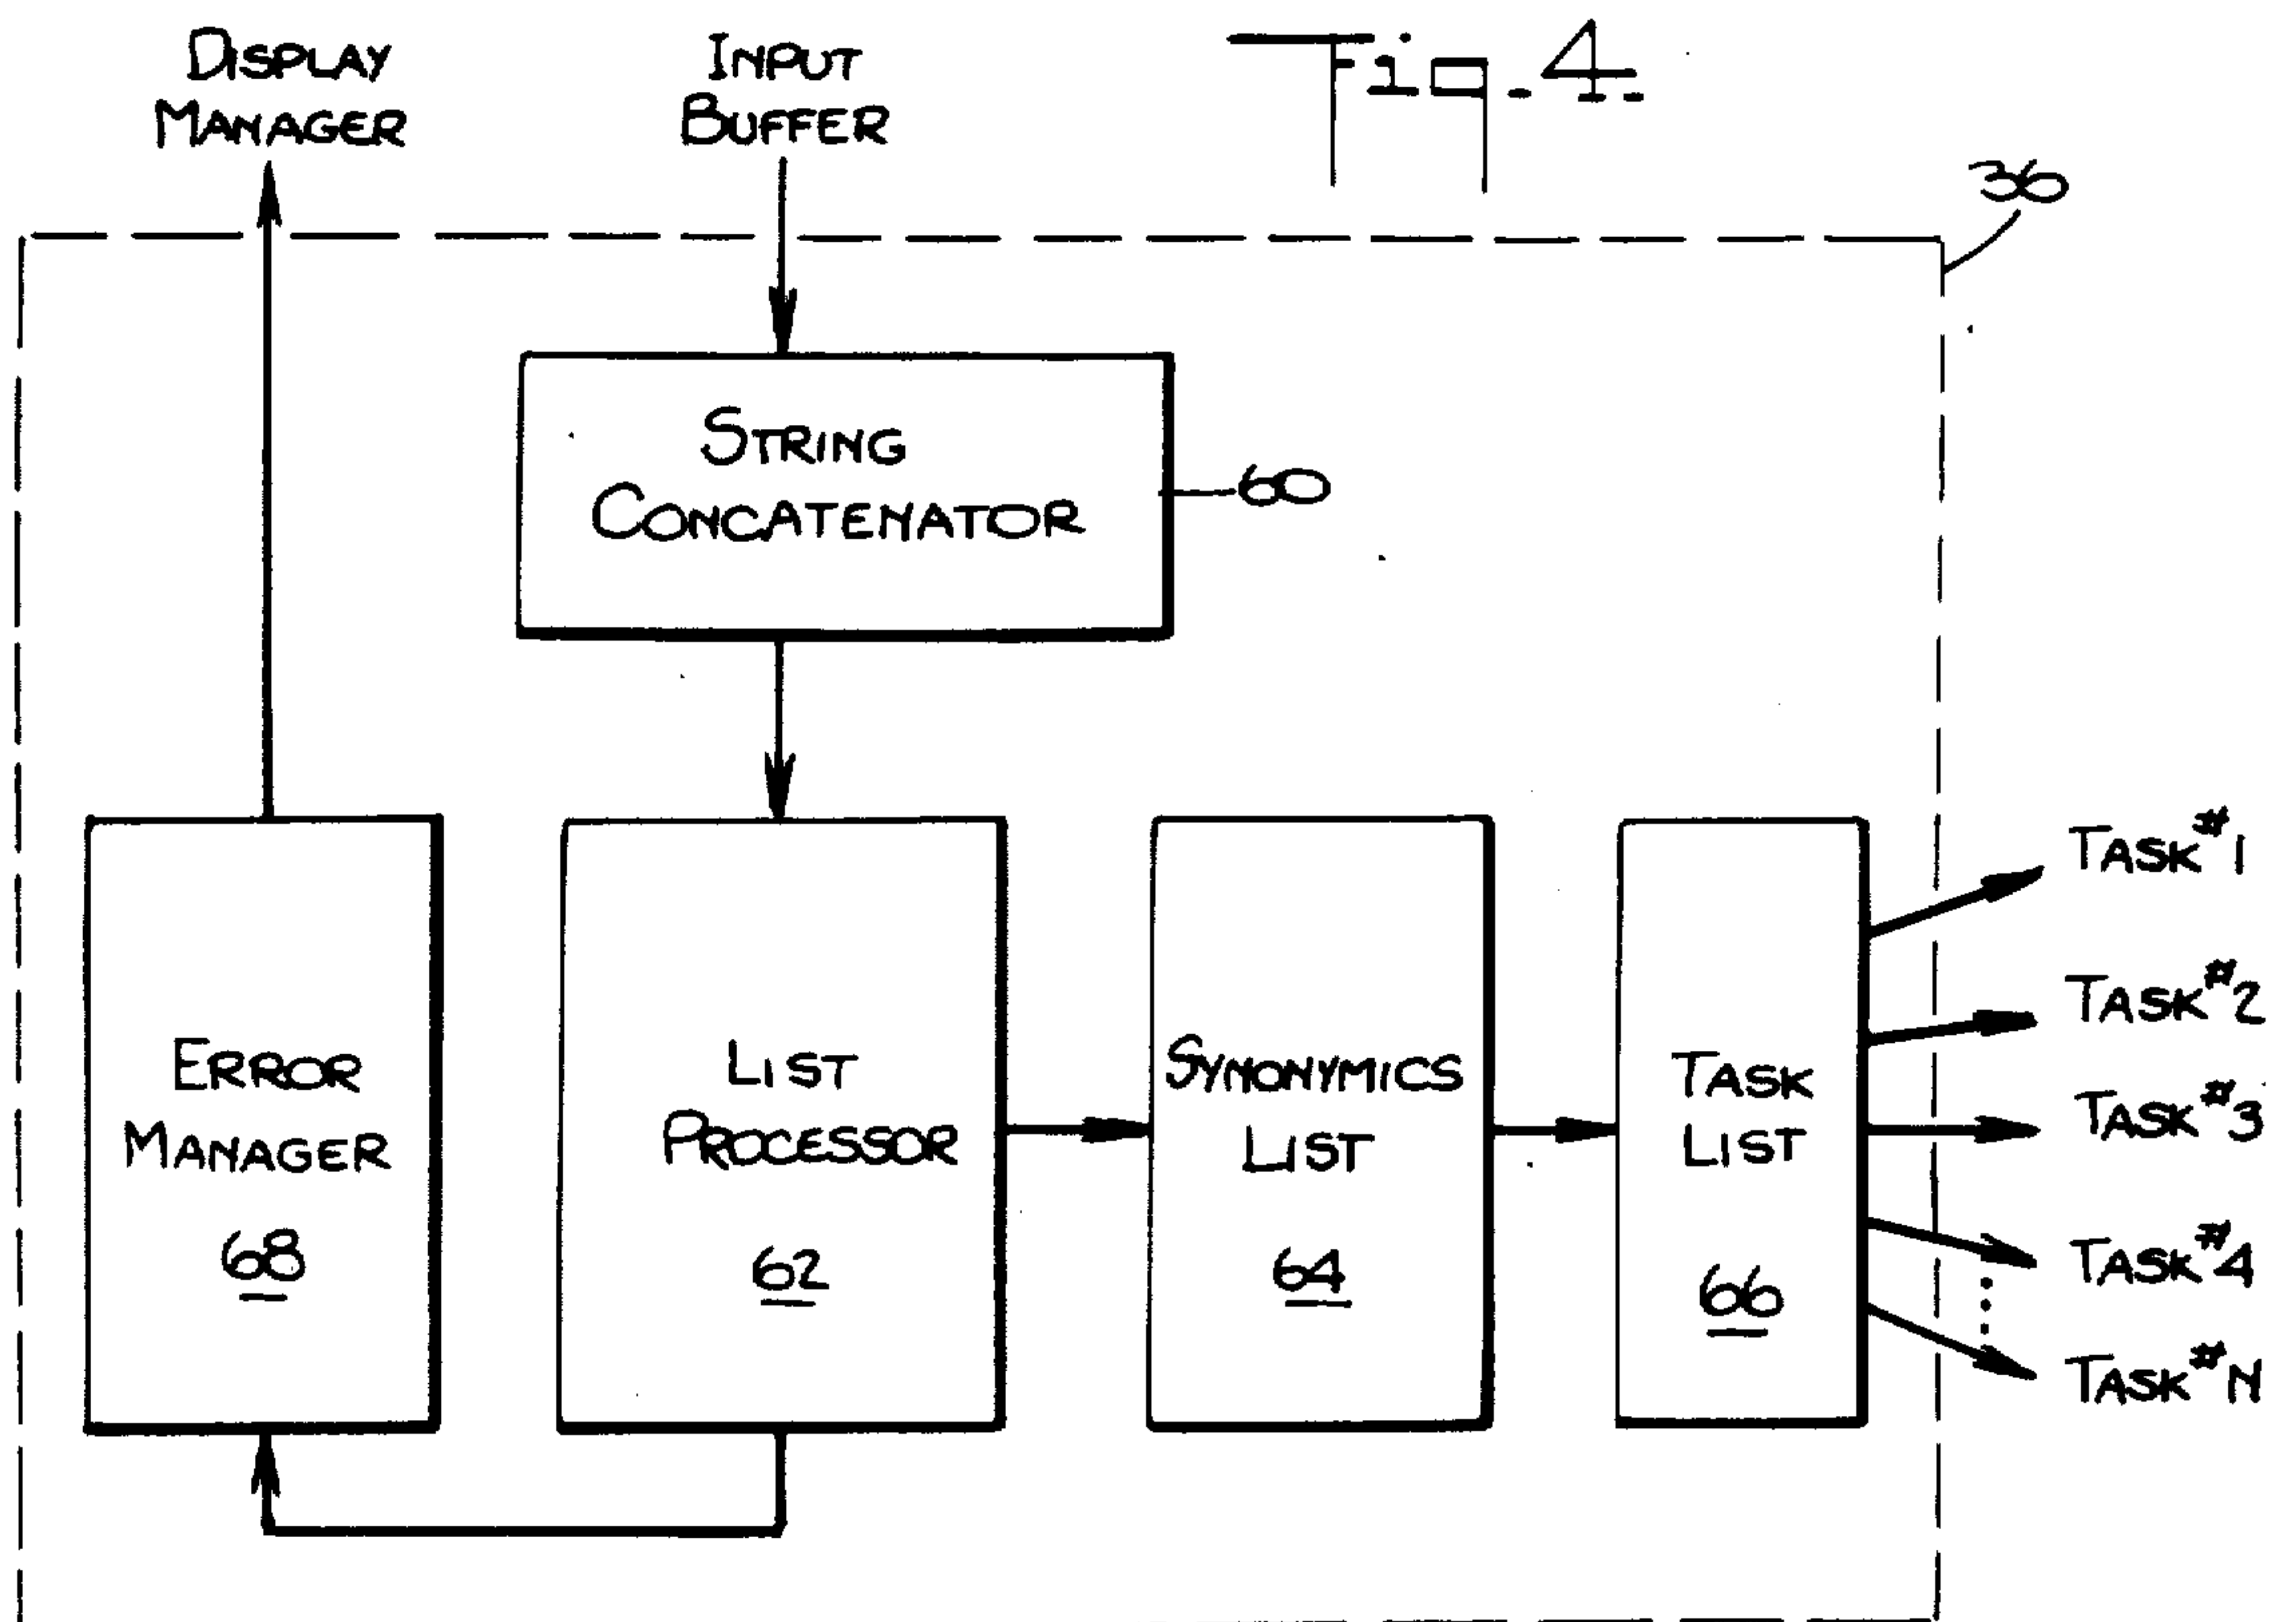 Display
Manager
Input
Buffer
Fig. 4.
36
String
Concatenator
60
Error
Manager
68
List
Processor
62
Synonymics
List
64
Task
List
66
Task #1
Task #2
Task #3
Task #4
Task #N